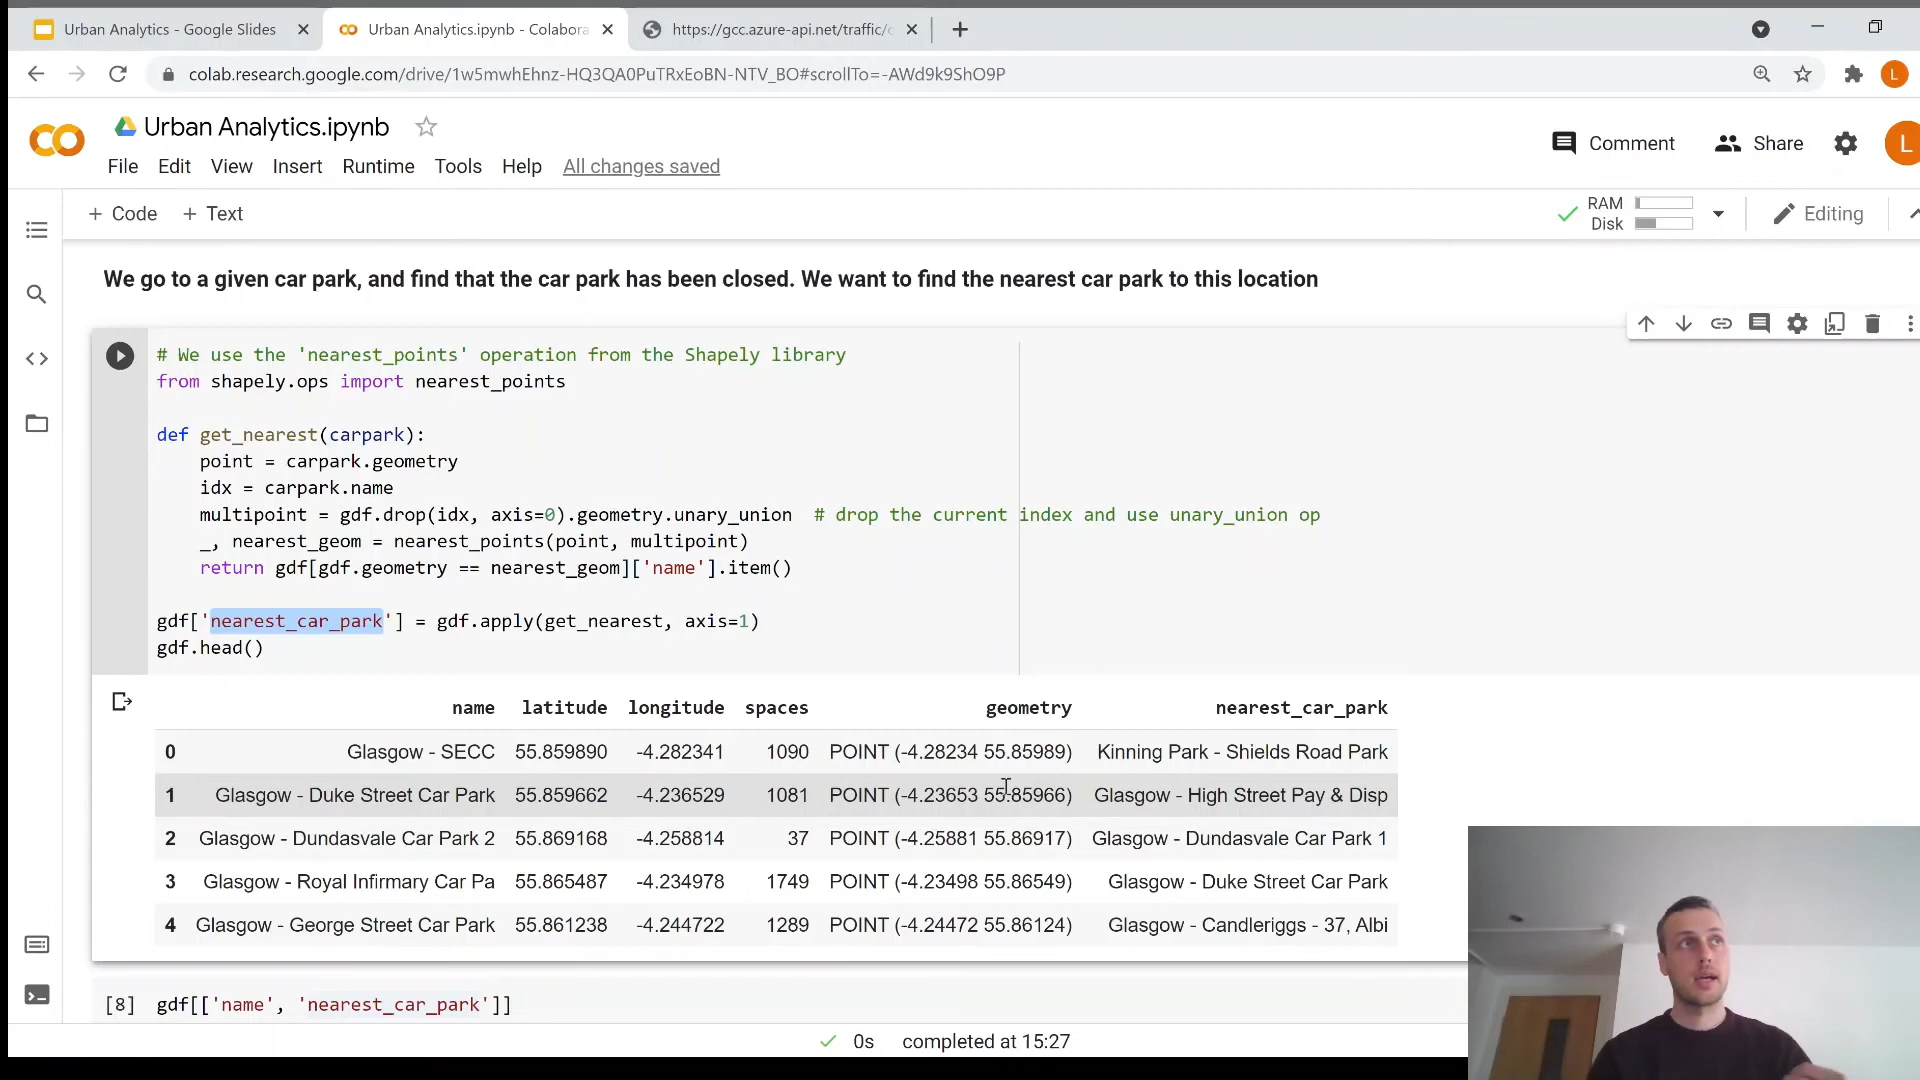 Urban Analytics - Google Slides
Urban Analytics.ipynb - Colabora
https://gcc.azure-api.net/traffic/c
colab.research.google.com/drive/1w5mwhEhnz-HQ3QA0PuTRxEoBN-NTV_BO#scrollTo=-AWd9k9ShO9P
L
Urban Analytics.ipynb
File Edit View Insert Runtime Tools Help All changes saved
Comment Share L
+ Code + Text
RAM
Disk
Editing
We go to a given car park, and find that the car park has been closed. We want to find the nearest car park to this location
# We use the 'nearest_points' operation from the Shapely library
from shapely.ops import nearest_points
def get_nearest(carpark):
point = carpark.geometry
idx = carpark.name
multipoint = gdf.drop(idx, axis=0).geometry.unary_union # drop the current index and use unary_union op
_, nearest_geom = nearest_points(point, multipoint)
return gdf[gdf.geometry == nearest_geom]['name'].item()
gdf['nearest_car_park'] = gdf.apply(get_nearest, axis=1)
gdf.head()
name latitude longitude spaces geometry nearest_car_park
0 Glasgow - SECC 55.859890 -4.282341 1090 POINT (-4.28234 55.85989) Kinning Park - Shields Road Park
1 Glasgow - Duke Street Car Park 55.859662 -4.236529 1081 POINT (-4.23653 55.85966) Glasgow - High Street Pay & Disp
2 Glasgow - Dundasvale Car Park 2 55.869168 -4.258814 37 POINT (-4.25881 55.86917) Glasgow - Dundasvale Car Park 1
3 Glasgow - Royal Infirmary Car Pa 55.865487 -4.234978 1749 POINT (-4.23498 55.86549) Glasgow - Duke Street Car Park
4 Glasgow - George Street Car Park 55.861238 -4.244722 1289 POINT (-4.24472 55.86124) Glasgow - Candleriggs - 37, Albi
[8] gdf[['name', 'nearest_car_park']]
0s completed at 15:27